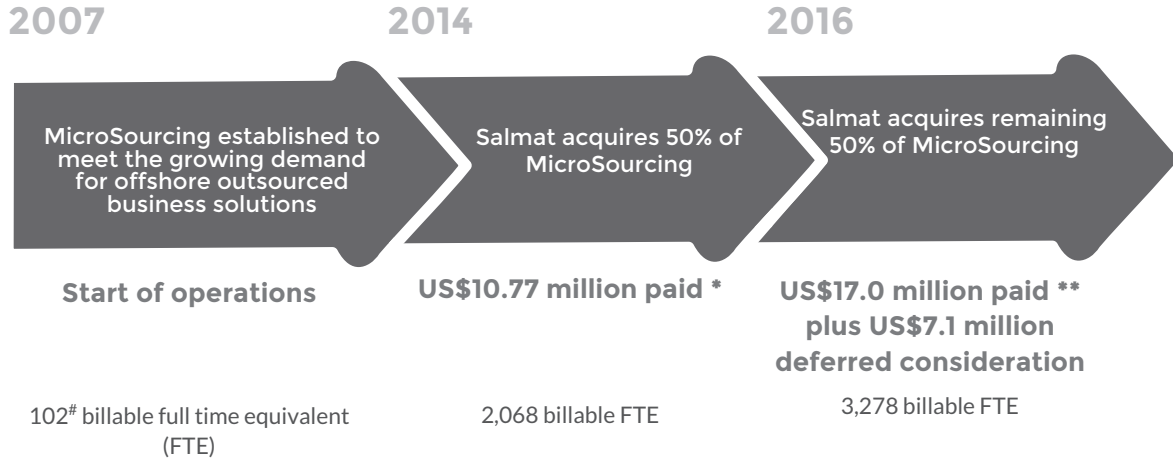 2007
2014
2016
MicroSourcing established to
meet the growing demand
for offshore outsourced
business solutions
Salmat acquires 50% of
MicroSourcing
Salmat acquires remaining
50% of MicroSourcing
Start of operations
US$10.77 million paid *
US$17.0 million paid **
plus US$7.1 million
deferred consideration
102# billable full time equivalent
(FTE)
2,068 billable FTE
3,278 billable FTE